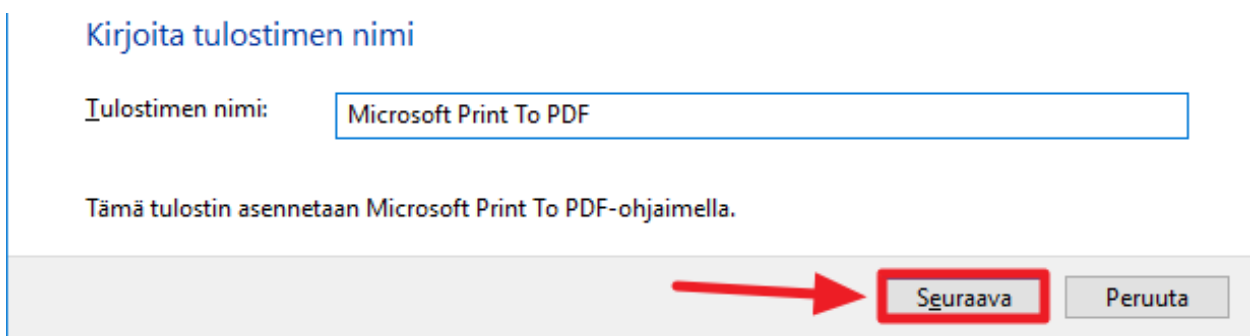 Kirjoita tulostimen nimi
Tulostimen nimi: Microsoft Print To PDF
Tämä tulostin asennetaan Microsoft Print To PDF-ohjaimella.
Seuraava Peruuta